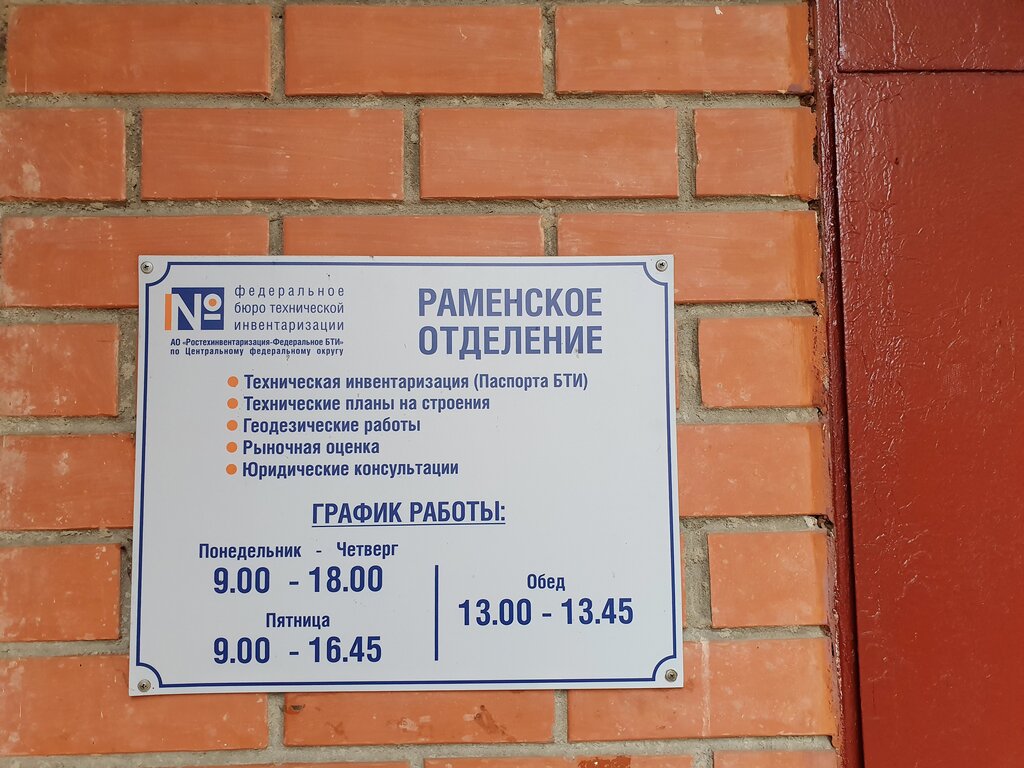 №
федеральное
бюро технической
инвентаризации
АО «Ростехинвентаризация-Федеральное БТИ»
по Центральному федеральному округу
РАМЕНСКОЕ
ОТДЕЛЕНИЕ
Техническая инвентаризация (Паспорта БТИ)
Технические планы на строения
Геодезические работы
Рыночная оценка
Юридические консультации
ГРАФИК РАБОТЫ:
Понедельник - Четверг
9.00 - 18.00
Пятница
9.00 - 16.45
Обед
13.00 - 13.45